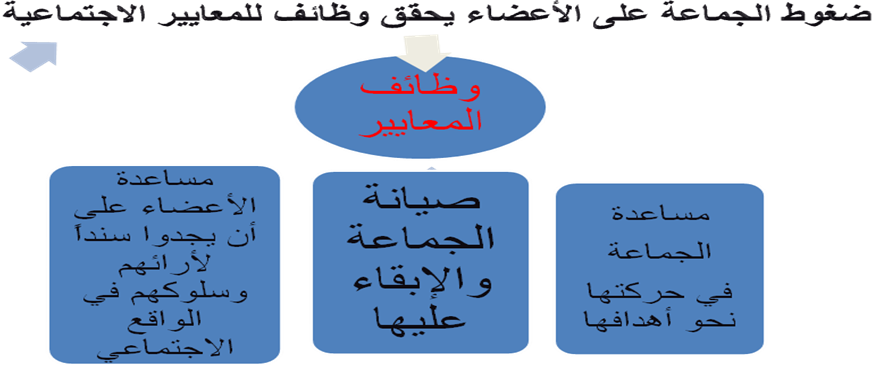 ضغوط الجماعة على الأعضاء يحقق وظائف للمعايير الاجتماعية
وظائف
المعايير
مساعدة
الجماعة
في حركتها
نحو أهدافها
صيانة
الجماعة
والإبقاء
عليها
مساعدة
الأعضاء على
أن يجدوا سنداً
لأرائهم
وسلوكهم في
الواقع
الاجتماعي